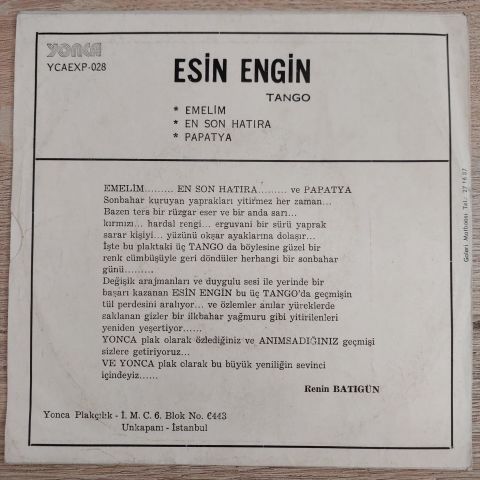 yonca
YCAEXP-028
ESİN ENGİN
TANGO
* EMELİM
* EN SON HATIRA
* PAPATYA
EMELİM......... EN SON HATIRA......... ve PAPATYA
Sonbahar kuruyan yaprakları yitirmez her zaman...
Bazen ters bir rüzgar eser ve bir anda sarı...
kırmızı... hardal rengi... erguvani bir sürü yaprak
sarar kişiyi... yüzünü okşar ayaklarına dolaşır...
İşte bu plaktaki üç TANGO da böylesine güzel bir
renk cümbüşüyle geri döndüler herhangi bir sonbahar
günü.........
Değişik arajmanları ve duygulu sesi ile yerinde bir
başarı kazanan ESİN ENGİN bu üç TANGO'da geçmişin
tül perdesini aralıyor... ve özlemler anılar yüreklerde
saklanan gizler bir ilkbahar yağmuru gibi yitirilenleri
yeniden yeşertiyor......
YONCA plak olarak özlediğiniz ve ANIMSADIĞINIZ geçmişi
sizlere getiriyoruz...
VE YONCA plak olarak bu büyük yeniliğin sevinci
içindeyiz......
Renin BATIGÜN
Yonca Plakçılık - İ. M. C. 6. Blok No. 6443
Unkapanı - İstanbul
Galeri Matbaası Tel: 27 16 07